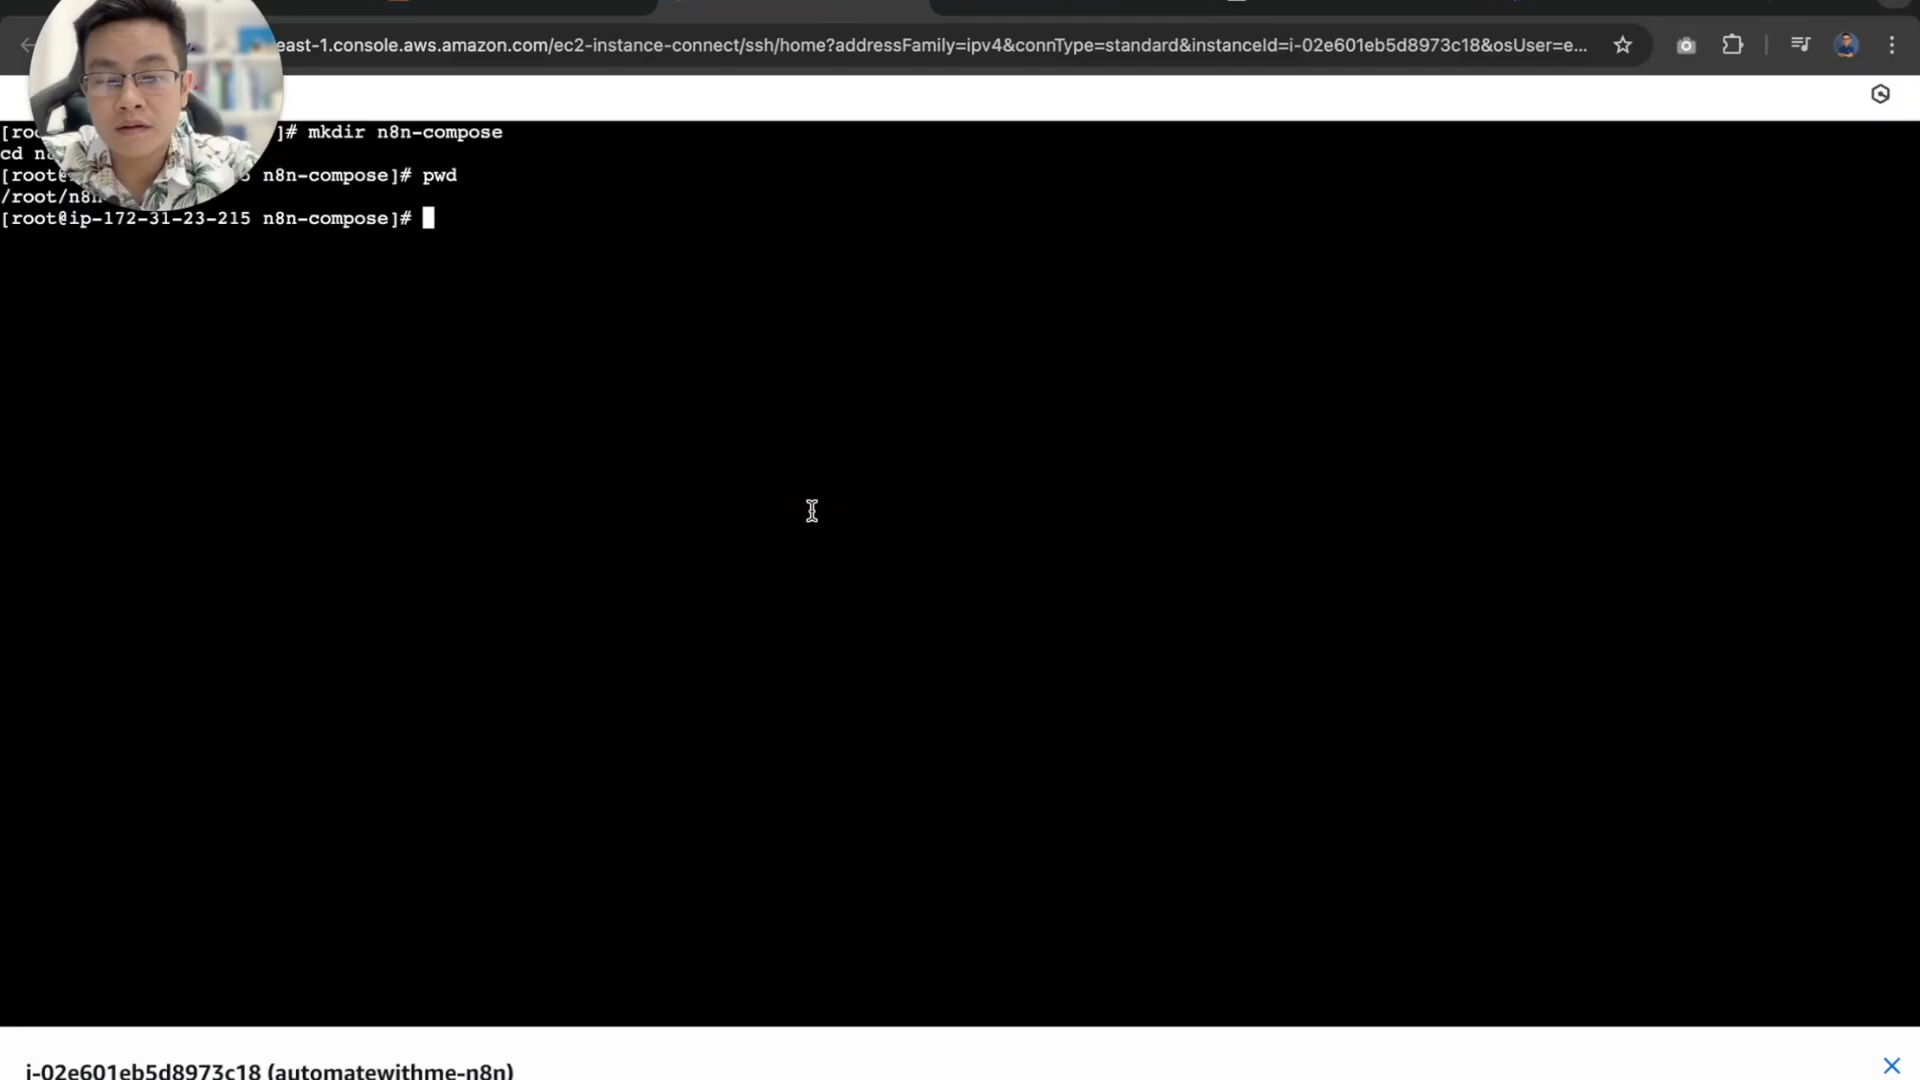 east-1.console.aws.amazon.com/ec2-instance-connect/ssh/home?addressFamily=ipv4&connType=standard&instanceId=i-02e601eb5d8973c18&osUser=e...
]# mkdir n8n-compose
cd
n8n-compose]# pwd
[root@ip-172-31-23-215 n8n-compose]#
i-02e601eb5d8973c18 (automatewithme-n8n)